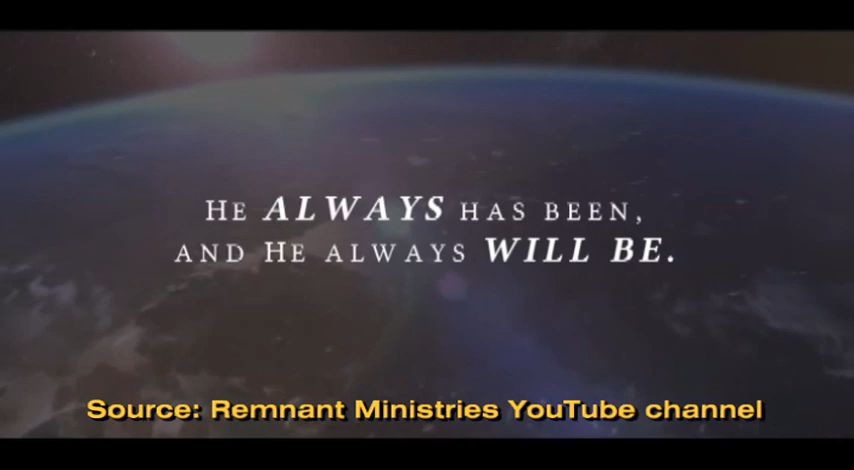 He ALWAYS HAS BEEN,
AND HE ALWAYS WILL BE.
Source: Remnant Ministries YouTube channel